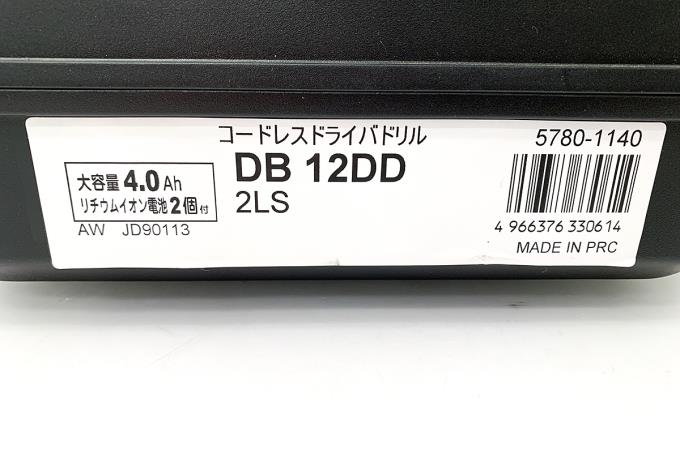 コードレスドライバドリル
DB 12DD
2LS
大容量 4.0 Ah
リチウムイオン電池 2個付
AW JD90113
5780-1140
4 966376 330614
MADE IN PRC